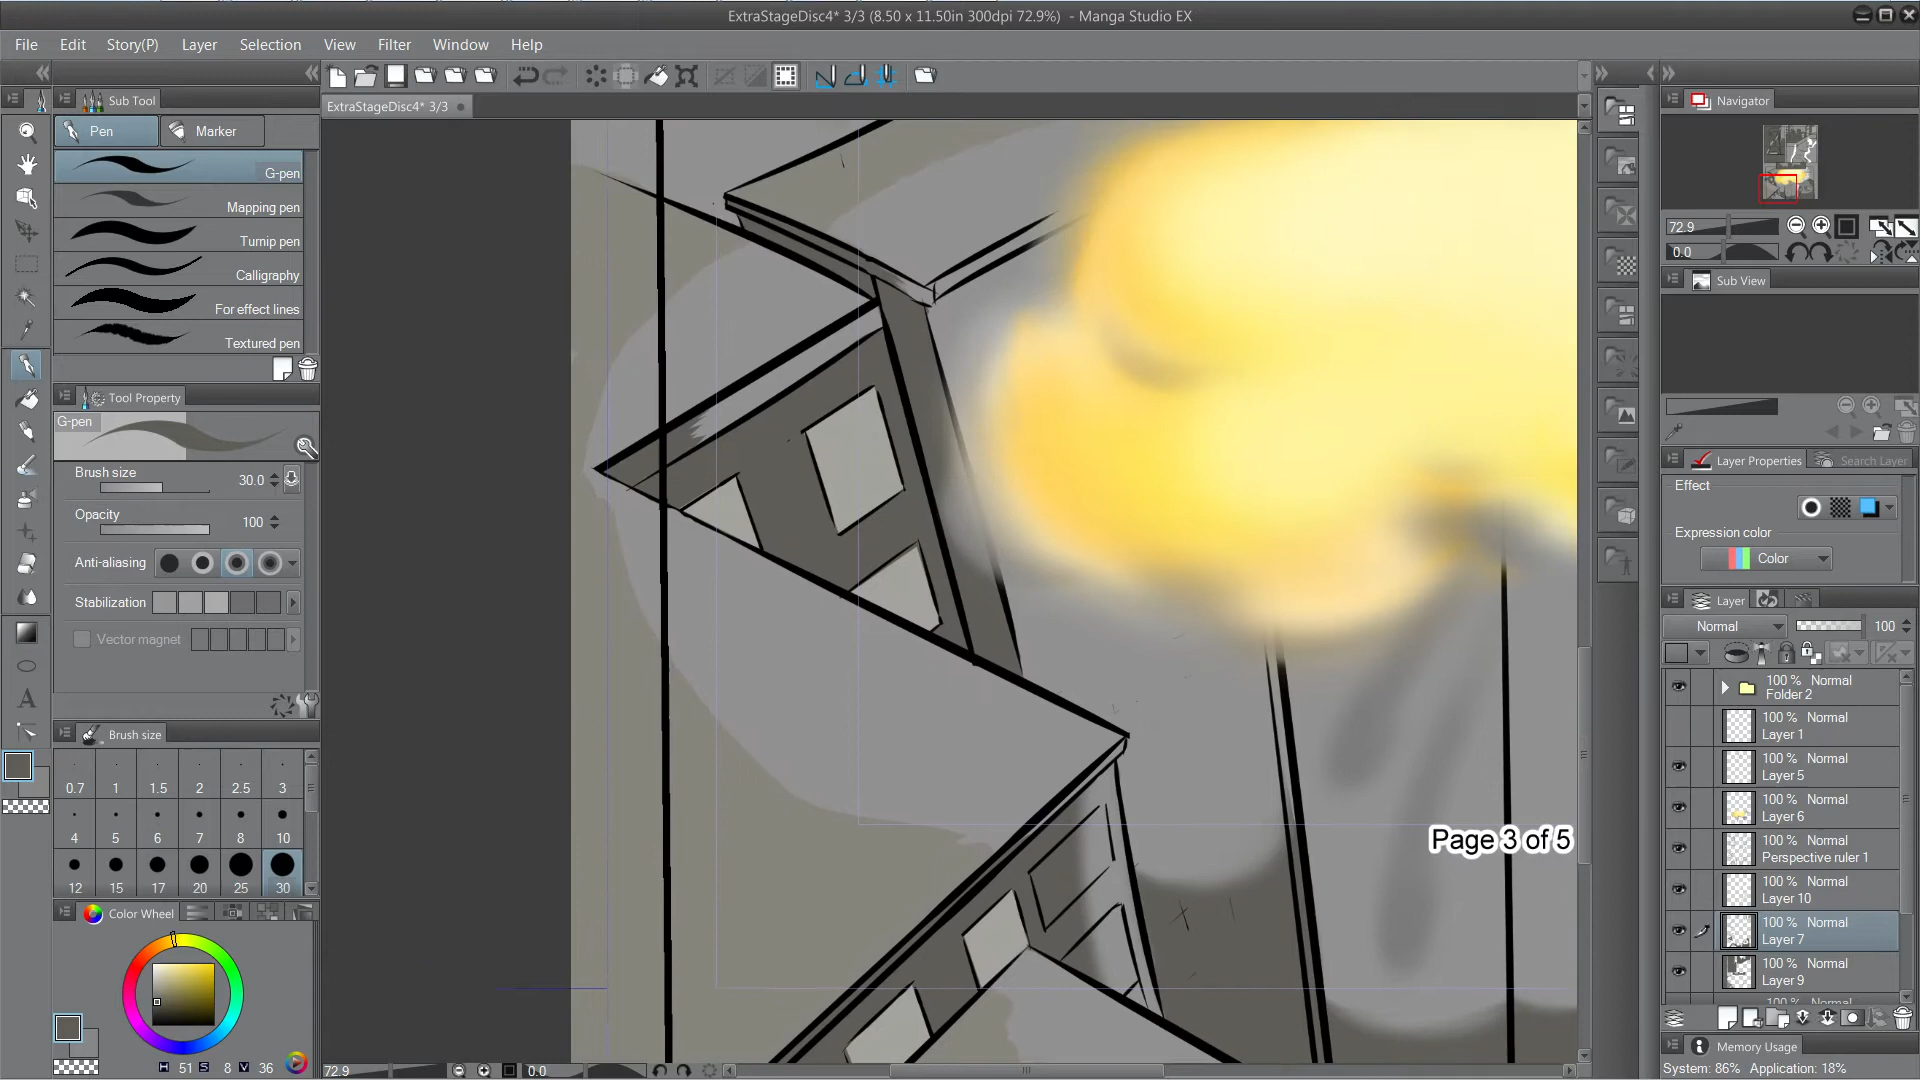 ExtraStageDisc4* 3/3 (8.50 x 11.50in 300dpi 72.9%) - Manga Studio EX
File Edit Story(P) Layer Selection View Filter Window Help
Sub Tool
ExtraStageDisc4* 3/3
Navigator
Pen Marker
G-pen
Mapping pen
Turnip pen
Calligraphy
For effect lines
Textured pen
72.9
0.0
Sub View
Tool Property
G-pen
Brush size 30.0
Opacity 100
Anti-aliasing
Stabilization
Vector magnet
Layer Properties Search Layer
Effect
Expression color
Color
Layer
Normal 100
100 % Normal
Folder 2
100 % Normal
Layer 1
100 % Normal
Layer 5
100 % Normal
Layer 6
100 % Normal
Perspective ruler 1
100 % Normal
Layer 10
100 % Normal
Layer 7
100 % Normal
Layer 9
100 % Normal
Brush size
0.7 1 1.5 2 2.5 3
4 5 6 7 8 10
12 15 17 20 25 30
Page 3 of 5
Color Wheel
H 51 S 8 V 36
72.9 0.0
Memory Usage
System: 86% Application: 18%